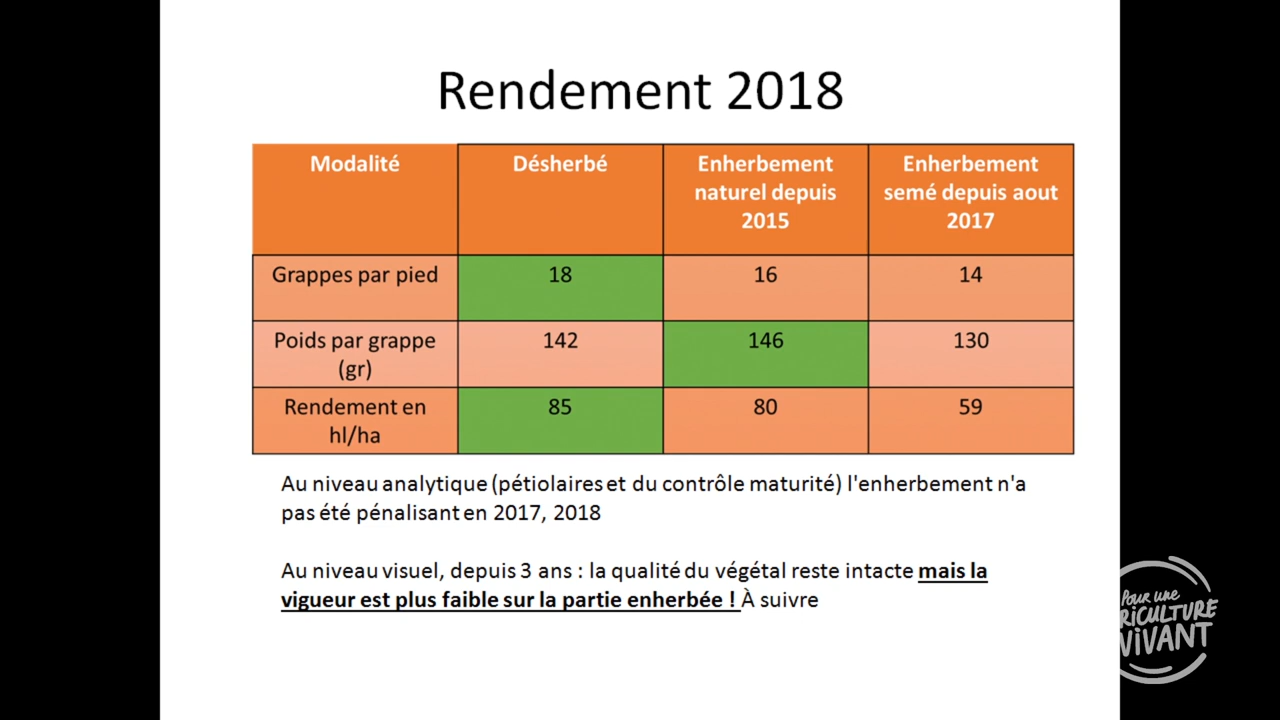 Rendement 2018
Modalité
Désherbé
Enherbement
naturel depuis
2015
Enherbement
semé depuis aout
2017
Grappes par pied
18
16
14
Poids par grappe
(gr)
142
146
130
Rendement en
hl/ha
85
80
59
Au niveau analytique (pétiolaires et du contrôle maturité) l'enherbement n'a
pas été pénalisant en 2017, 2018
Au niveau visuel, depuis 3 ans : la qualité du végétal reste intacte mais la
vigueur est plus faible sur la partie enherbée ! À suivre
Pour une
RICULTURE
ViVANT